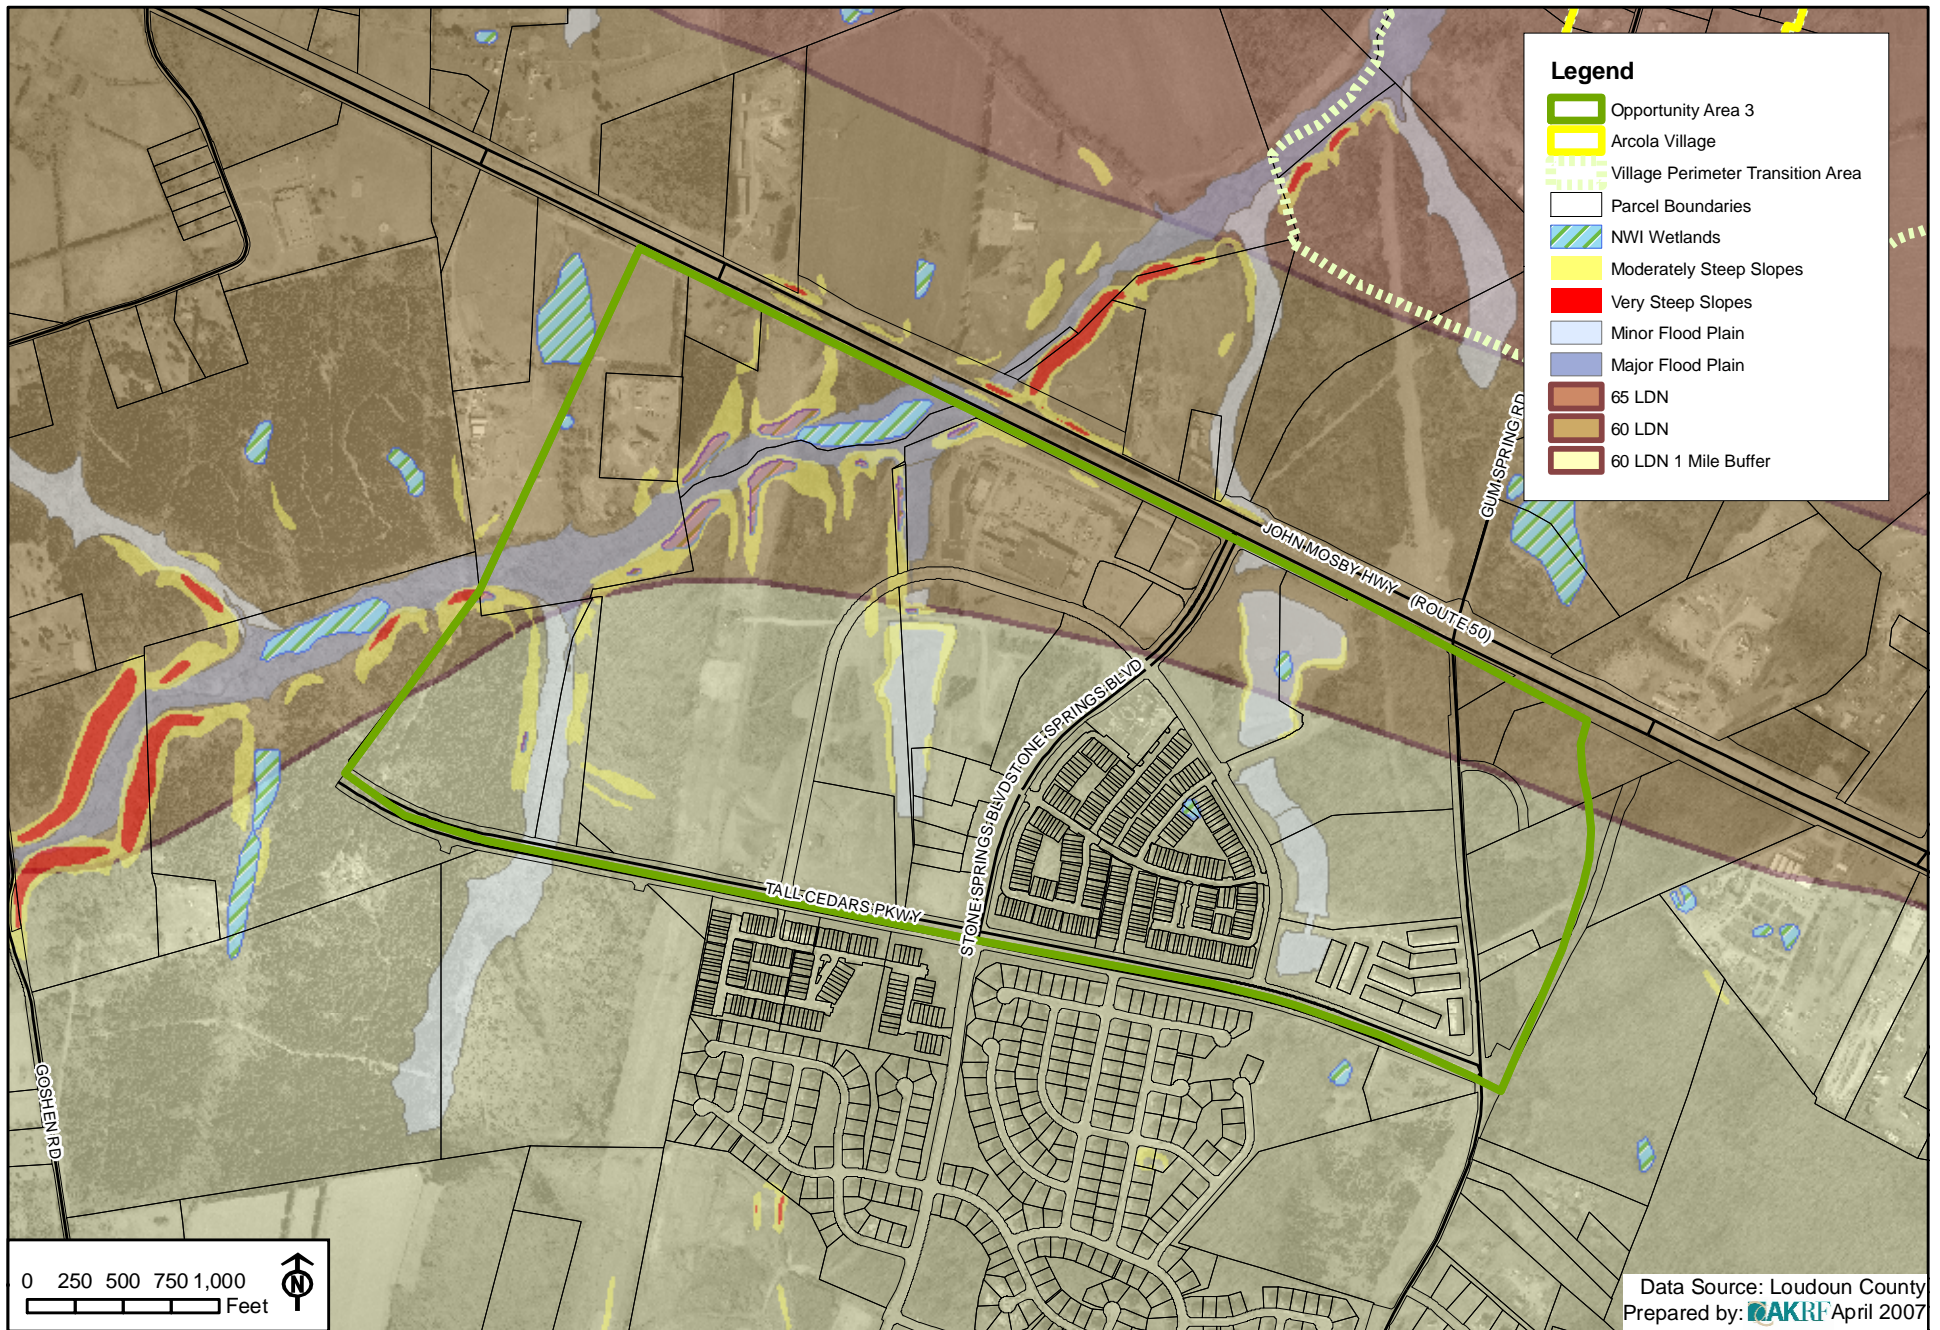 Legend
Opportunity Area 3
Arcola Village
Village Perimeter Transition Area
Parcel Boundaries
NWI Wetlands
Moderately Steep Slopes
Very Steep Slopes
Minor Flood Plain
Major Flood Plain
65 LDN
60 LDN
60 LDN 1 Mile Buffer
GUM SPRING RD
JOHN MOSBY HWY (ROUTE 50)
STONE SPRINGS BLVD
STONE SPRINGS BLVD
TALL CEDARS PKWY
GOSHEN RD
0 250 500 750 1,000
Feet
N
Data Source: Loudoun County
Prepared by: AKRF April 2007